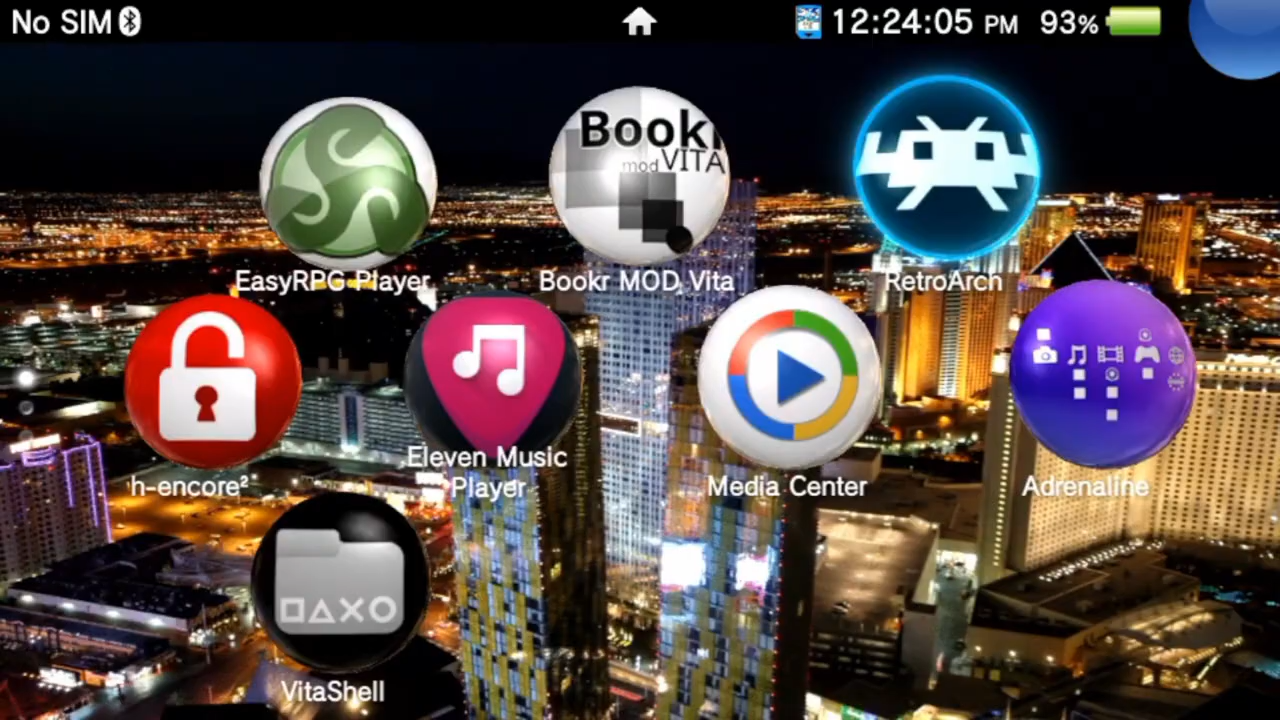 No SIM
12:24:05 PM 93%
Bookr
mod VITA
EasyRPG Player
Bookr MOD Vita
RetroArch
h-encore²
Eleven Music
Player
Media Center
Adrenaline
VitaShell